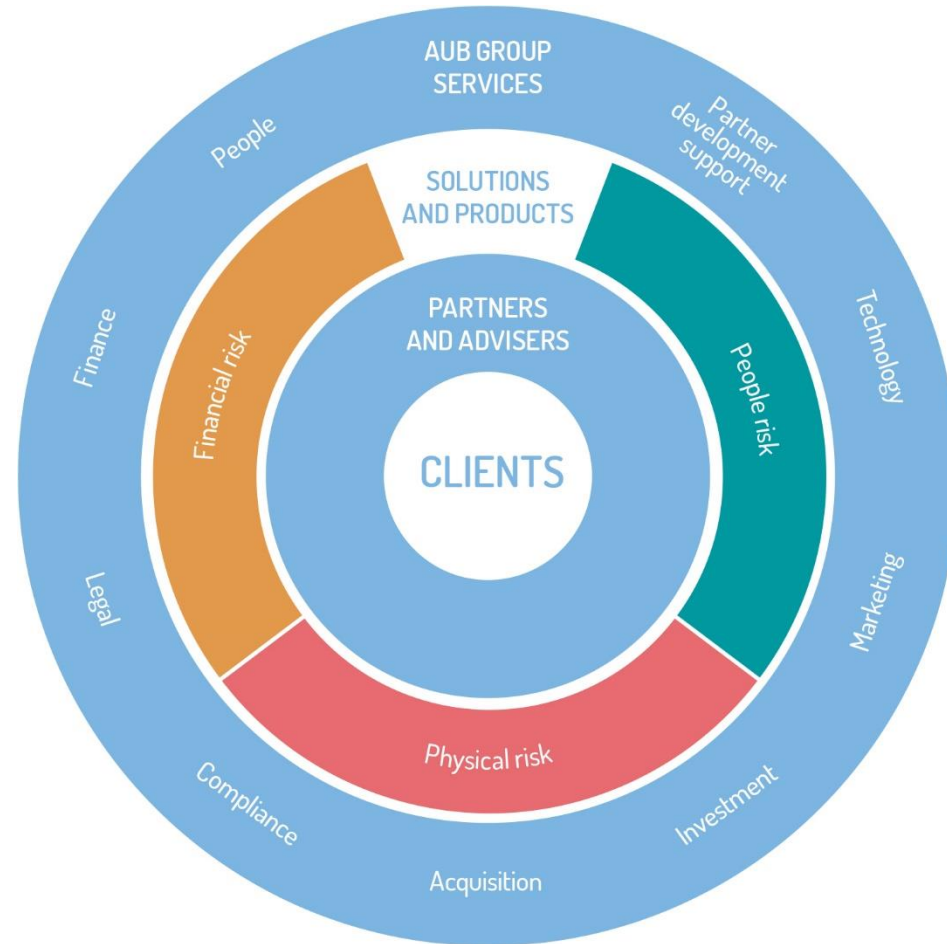 AUB GROUP
SERVICES
People
Partner
development
support
SOLUTIONS
AND PRODUCTS
PARTNERS
AND ADVISERS
Finance
Technology
Financial risk
People risk
CLIENTS
Legal
Marketing
Physical risk
Compliance
Investment
Acquisition